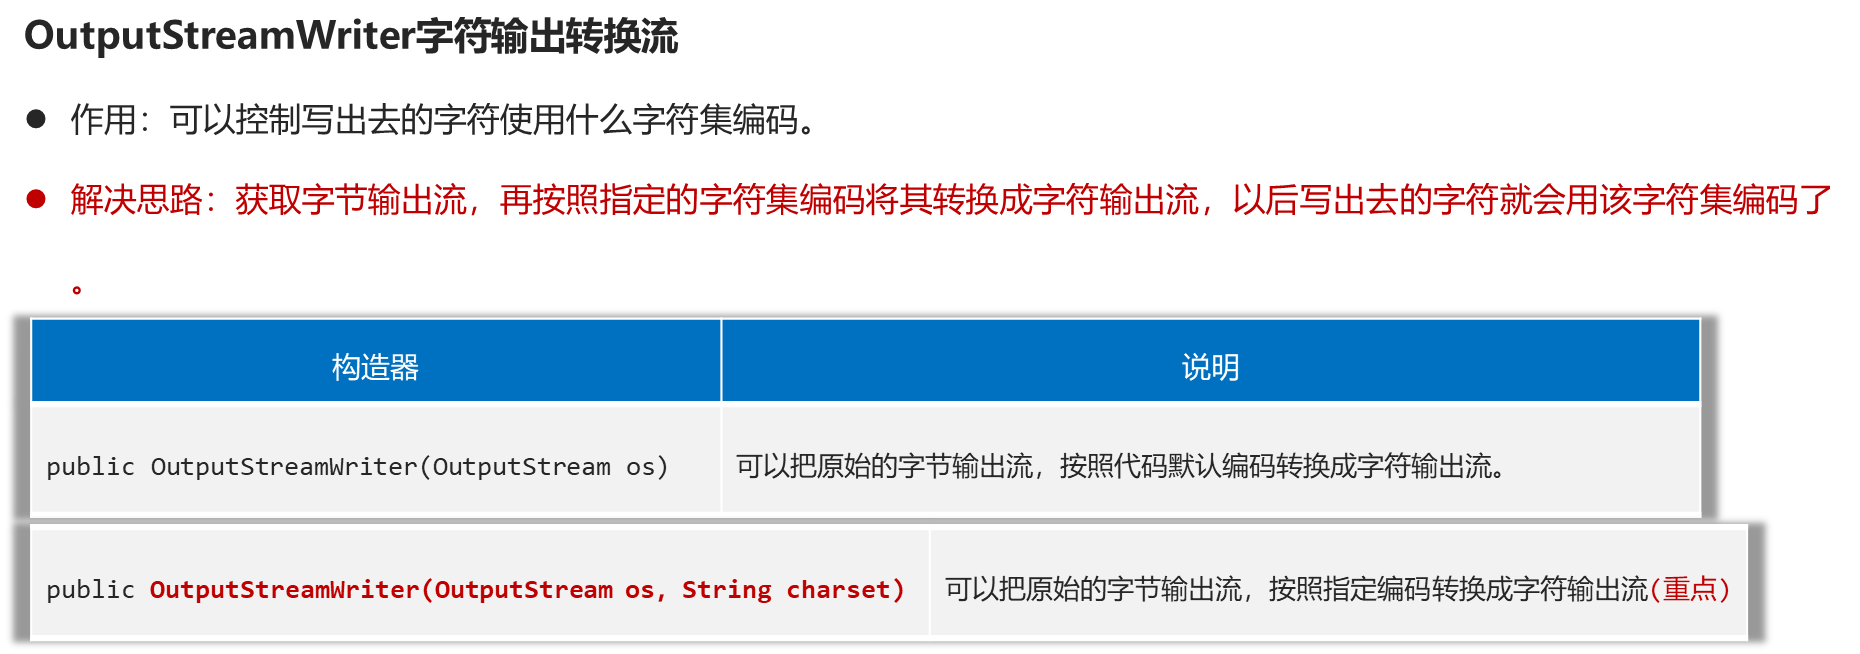 OutputStreamWriter字符输出转换流
作用：可以控制写出去的字符使用什么字符集编码。
解决思路：获取字节输出流，再按照指定的字符集编码将其转换成字符输出流，以后写出去的字符就会用该字符集编码了
。
构造器 说明
public OutputStreamWriter(OutputStream os) 可以把原始的字节输出流，按照代码默认编码转换成字符输出流。
public OutputStreamWriter(OutputStream os, String charset) 可以把原始的字节输出流，按照指定编码转换成字符输出流(重点)